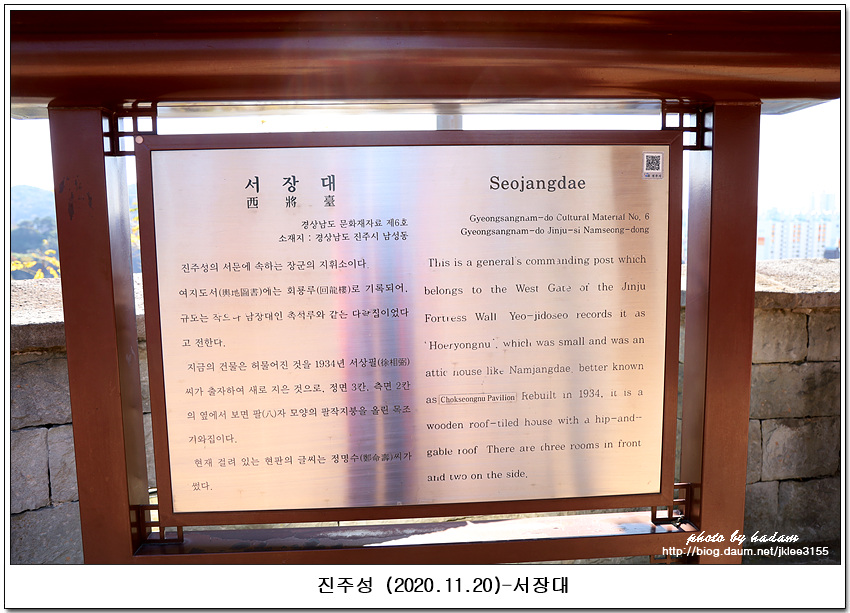 서 장 대
西 將 臺
경상남도 문화재자료 제6호
소재지 : 경상남도 진주시 남성동
진주성의 서문에 속하는 장군의 지휘소이다.
여지도서(輿地圖書)에는 회룡루(回龍樓)로 기록되어,
규모는 작으나 남장대인 촉석루와 같은 다락집이었다
고 전한다.
지금의 건물은 허물어진 것을 1934년 서상필(徐相弼)
씨가 출자하여 새로 지은 것으로, 정면 3칸, 측면 2칸
의 옆에서 보면 팔(八)자 모양의 팔작지붕을 올린 목조
기와집이다.
현재 걸려 있는 현판의 글씨는 정명수(鄭命壽)씨가
썼다.
Seojangdae
Gyeongsangnam-do Cultural Material No. 6
Gyeongsangnam-do Jinju-si Namseong-dong
This is a general's commanding post which
belongs to the West Gate of the Jinju
Fortress Wall. Yeo-jidoseo records it as
'Hoeryongnu', which was small and was an
attic house like Namjangdae, better known
as Chokseongnu Pavilion. Rebuilt in 1934, it is a
wooden roof-tiled house with a hip-and-
gable roof. There are three rooms in front
and two on the side.
photo by hadam
http://blog.daum.net/jklee3155
진주성 (2020.11.20)-서장대